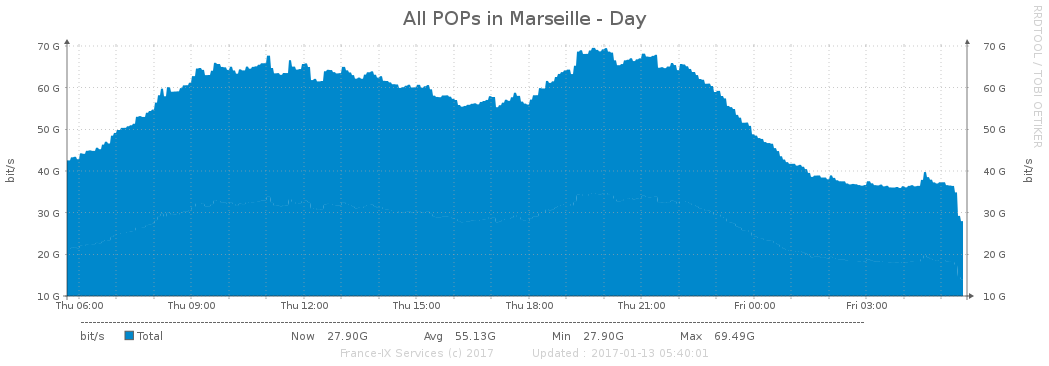 All POPs in Marseille - Day
RRDTOOL / TOBI OETIKER
bit/s
70 G 70 G
60 G 60 G
50 G 50 G
40 G 40 G
30 G 30 G
20 G 20 G
10 G 10 G
bit/s
Thu 06:00 Thu 09:00 Thu 12:00 Thu 15:00 Thu 18:00 Thu 21:00 Fri 00:00 Fri 03:00
bit/s Total Now 27.90G Avg 55.13G Min 27.90G Max 69.49G
France-IX Services (c) 2017 Updated : 2017-01-13 05:40:01